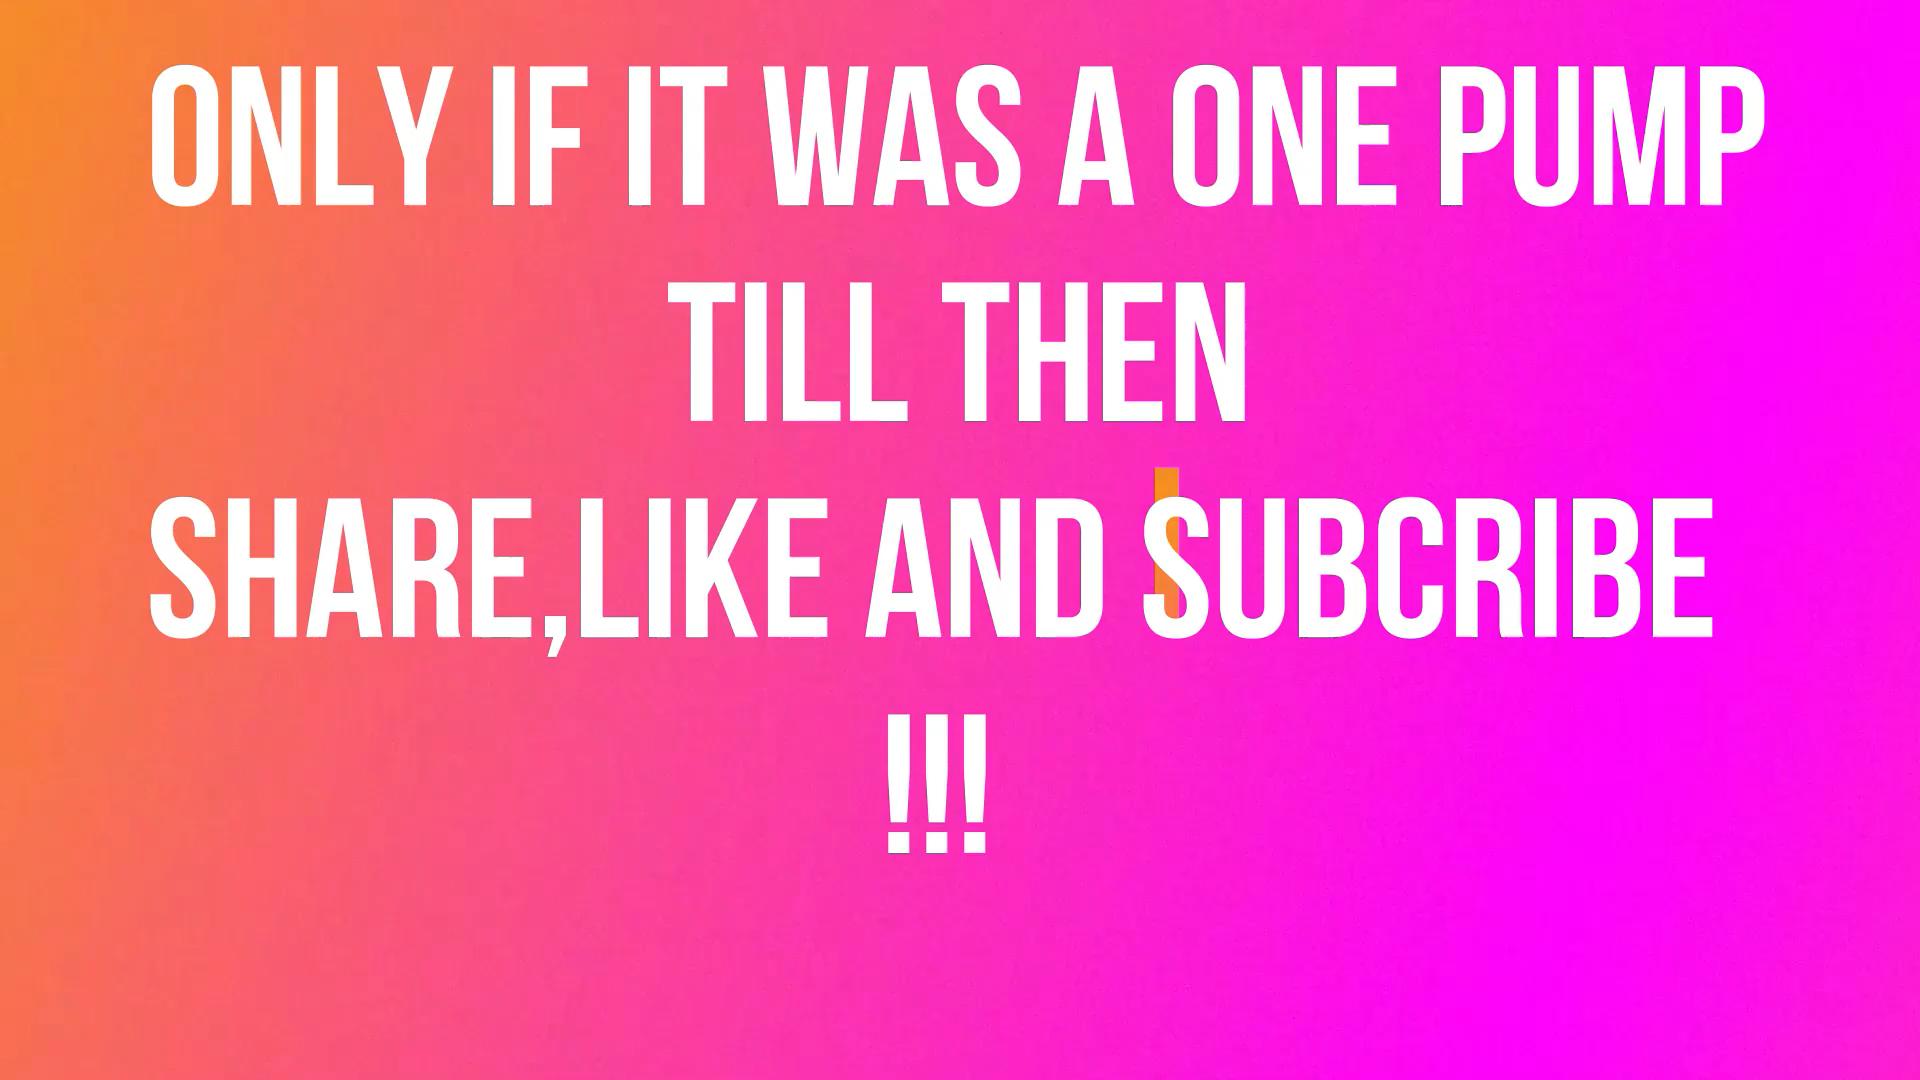 ONLY IF IT WAS A ONE PUMP
TILL THEN
SHARE,LIKE AND SUBCRIBE
!!!